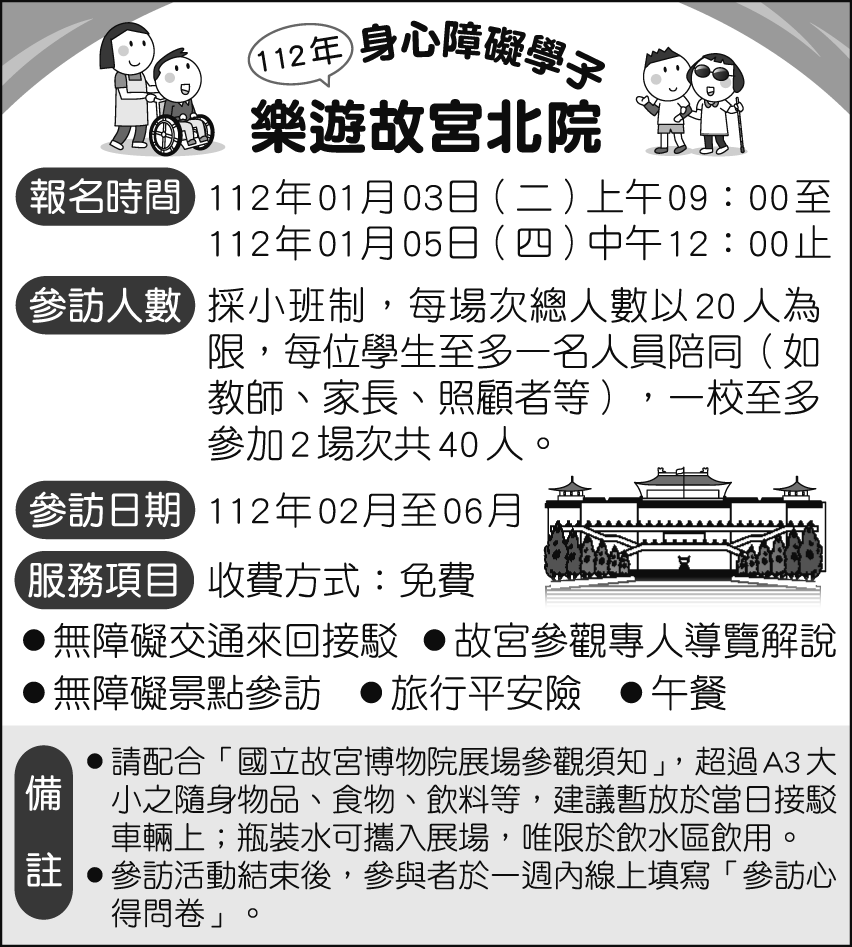 112年 身心障礙學子
樂遊故宮北院
報名時間 112年01月03日（二）上午09：00至
112年01月05日（四）中午12：00止
參訪人數 採小班制，每場次總人數以20人為
限，每位學生至多一名人員陪同（如
教師、家長、照顧者等），一校至多
參加2場次共40人。
參訪日期 112年02月至06月
服務項目 收費方式：免費
●無障礙交通來回接駁 ●故宮參觀專人導覽解說
●無障礙景點參訪 ●旅行平安險 ●午餐
備註
●請配合「國立故宮博物院展場參觀須知」，超過A3大
小之隨身物品、食物、飲料等，建議暫放於當日接駁
車輛上；瓶裝水可攜入展場，唯限於飲水區飲用。
●參訪活動結束後，參與者於一週內線上填寫「參訪心
得問卷」。